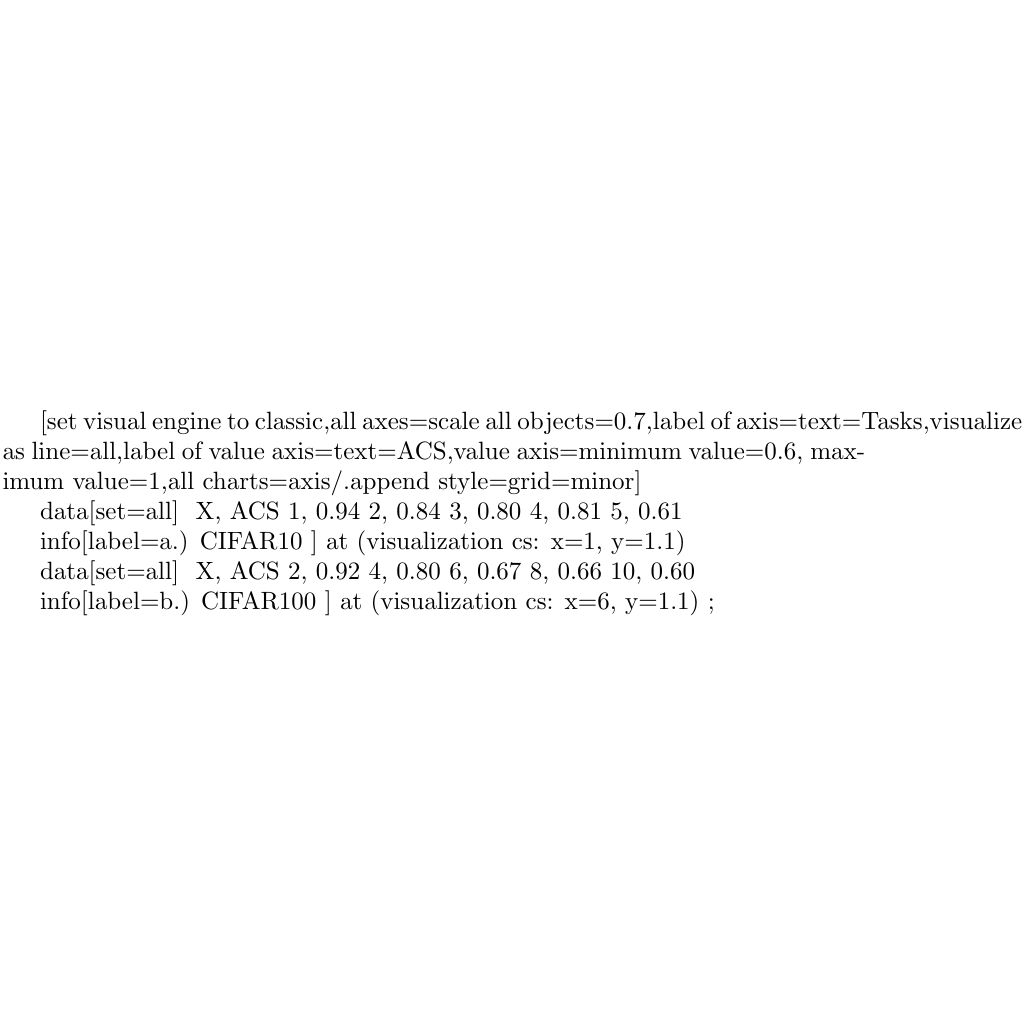 [set visual engine to classic,all axes=scale all objects=0.7,label of axis=text=Tasks,visualize
as line=all,label of value axis=text=ACS,value axis=minimum value=0.6, max-
imum value=1,all charts=axis/.append style=grid=minor]
data[set=all] X, ACS 1, 0.94 2, 0.84 3, 0.80 4, 0.81 5, 0.61
info[label=a.) CIFAR10 ] at (visualization cs: x=1, y=1.1)
data[set=all] X, ACS 2, 0.92 4, 0.80 6, 0.67 8, 0.66 10, 0.60
info[label=b.) CIFAR100 ] at (visualization cs: x=6, y=1.1) ;